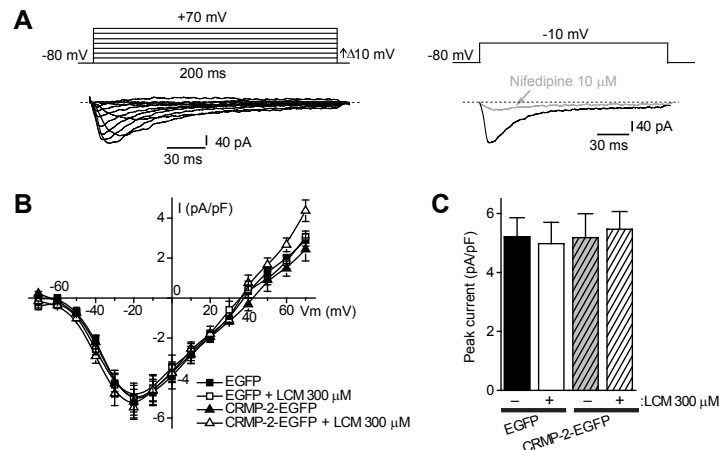 A
+70 mV
-80 mV
↑Δ10 mV
200 ms
40 pA
30 ms
-10 mV
-80 mV
Nifedipine 10 μM
40 pA
30 ms
B
I (pA/pF)
4
2
0
-60
-40
-20
20
40
60
Vm (mV)
-2
-4
-6
EGFP
EGFP + LCM 300 μM
CRMP-2-EGFP
CRMP-2-EGFP + LCM 300 μM
C
Peak current (pA/pF)
6
4
2
0
– + – + :LCM 300 μM
EGFP
CRMP-2-EGFP